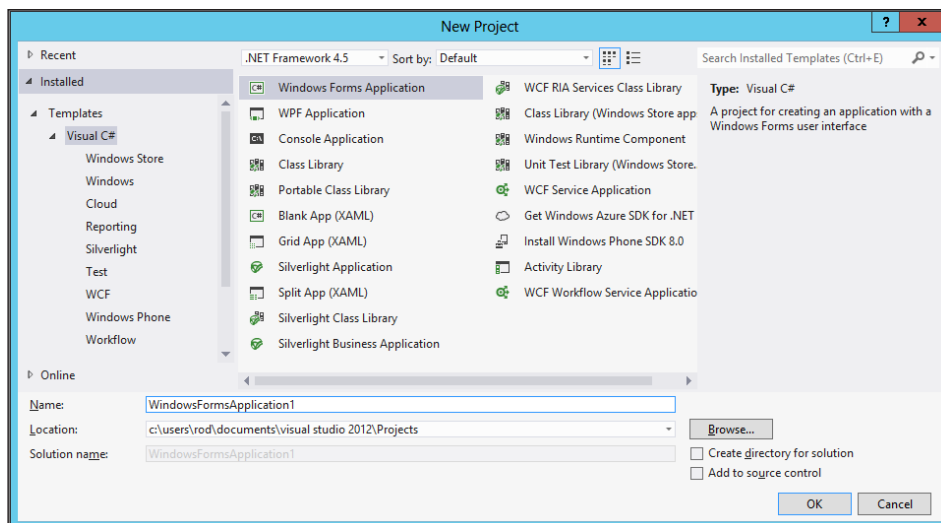 New Project
? x
Recent
.NET Framework 4.5 Sort by: Default
Search Installed Templates (Ctrl+E)
Installed
Templates
Visual C#
Windows Store
Windows
Cloud
Reporting
Silverlight
Test
WCF
Windows Phone
Workflow
Online
C# Windows Forms Application
WPF Application
C:\ Console Application
Class Library
Portable Class Library
C# Blank App (XAML)
Grid App (XAML)
Silverlight Application
Split App (XAML)
Silverlight Class Library
Silverlight Business Application
WCF RIA Services Class Library
Class Library (Windows Store app
Windows Runtime Component
Unit Test Library (Windows Store.
WCF Service Application
Get Windows Azure SDK for .NET
Install Windows Phone SDK 8.0
Activity Library
WCF Workflow Service Applicatio
Type: Visual C#
A project for creating an application with a
Windows Forms user interface
Name: WindowsFormsApplication1
Location: c:\users\rod\documents\visual studio 2012\Projects
Browse...
Solution name: WindowsFormsApplication1
Create directory for solution
Add to source control
OK Cancel